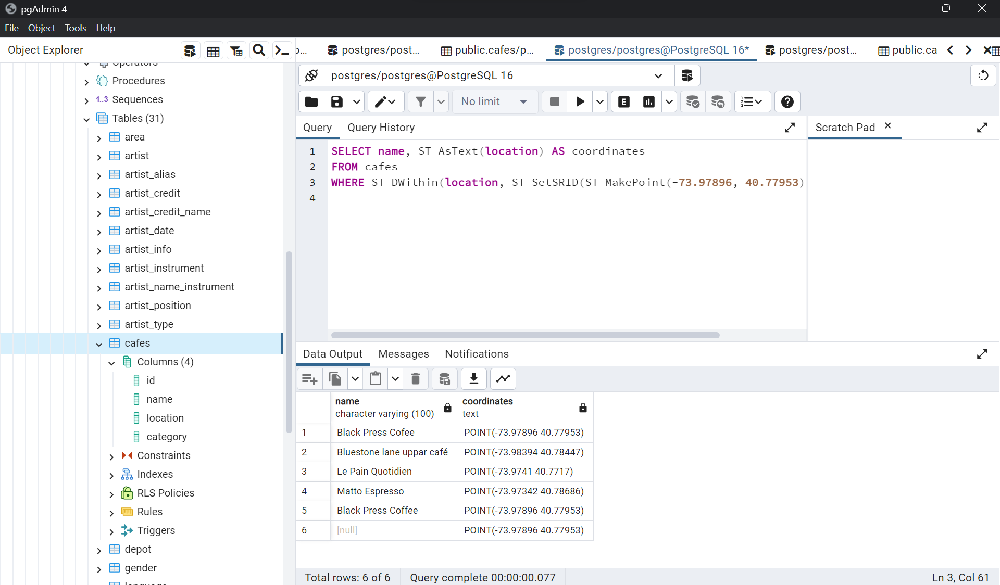 pgAdmin 4
File Object Tools Help
Object Explorer
postgres/post...
public.cafes/p...
postgres/postgres@PostgreSQL 16*
postgres/post...
public.ca
postgres/postgres@PostgreSQL 16
No limit
Operators
Procedures
1..3 Sequences
Tables (31)
area
artist
artist_alias
artist_credit
artist_credit_name
artist_date
artist_info
artist_instrument
artist_name_instrument
artist_position
artist_type
cafes
Columns (4)
id
name
location
category
Constraints
Indexes
RLS Policies
Rules
Triggers
depot
gender
Query Query History
Scratch Pad
1 SELECT name, ST_AsText(location) AS coordinates
2 FROM cafes
3 WHERE ST_DWithin(location, ST_SetSRID(ST_MakePoint(-73.97896, 40.77953)
4
Data Output Messages Notifications
name coordinates
character varying (100) text
1 Black Press Cofee POINT(-73.97896 40.77953)
2 Bluestone lane uppar café POINT(-73.98394 40.78447)
3 Le Pain Quotidien POINT(-73.9741 40.7717)
4 Matto Espresso POINT(-73.97342 40.78686)
5 Black Press Coffee POINT(-73.97896 40.77953)
6 [null] POINT(-73.97896 40.77953)
Total rows: 6 of 6 Query complete 00:00:00.077 Ln 3, Col 61